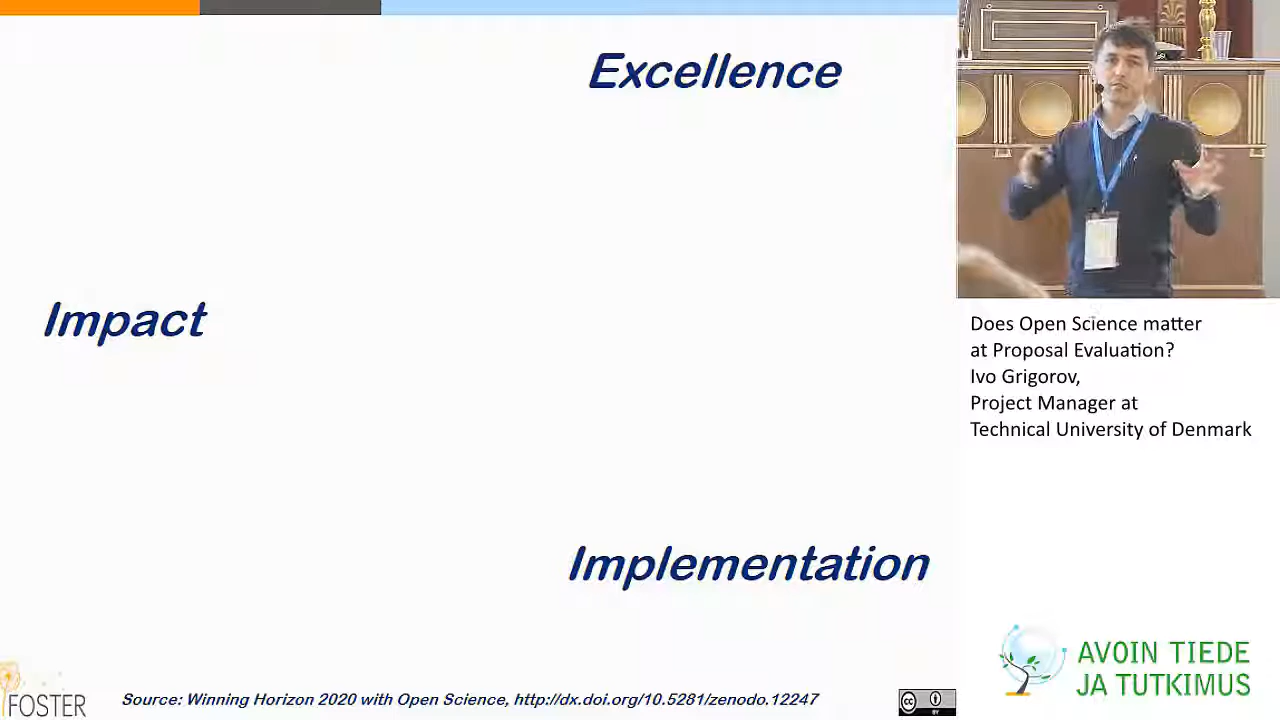 Excellence
Impact
Implementation
Source: Winning Horizon 2020 with Open Science, http://dx.doi.org/10.5281/zenodo.12247
FOSTER
cc
BY
Does Open Science matter
at Proposal Evaluation?
Ivo Grigorov,
Project Manager at
Technical University of Denmark
AVOIN TIEDE
JA TUTKIMUS